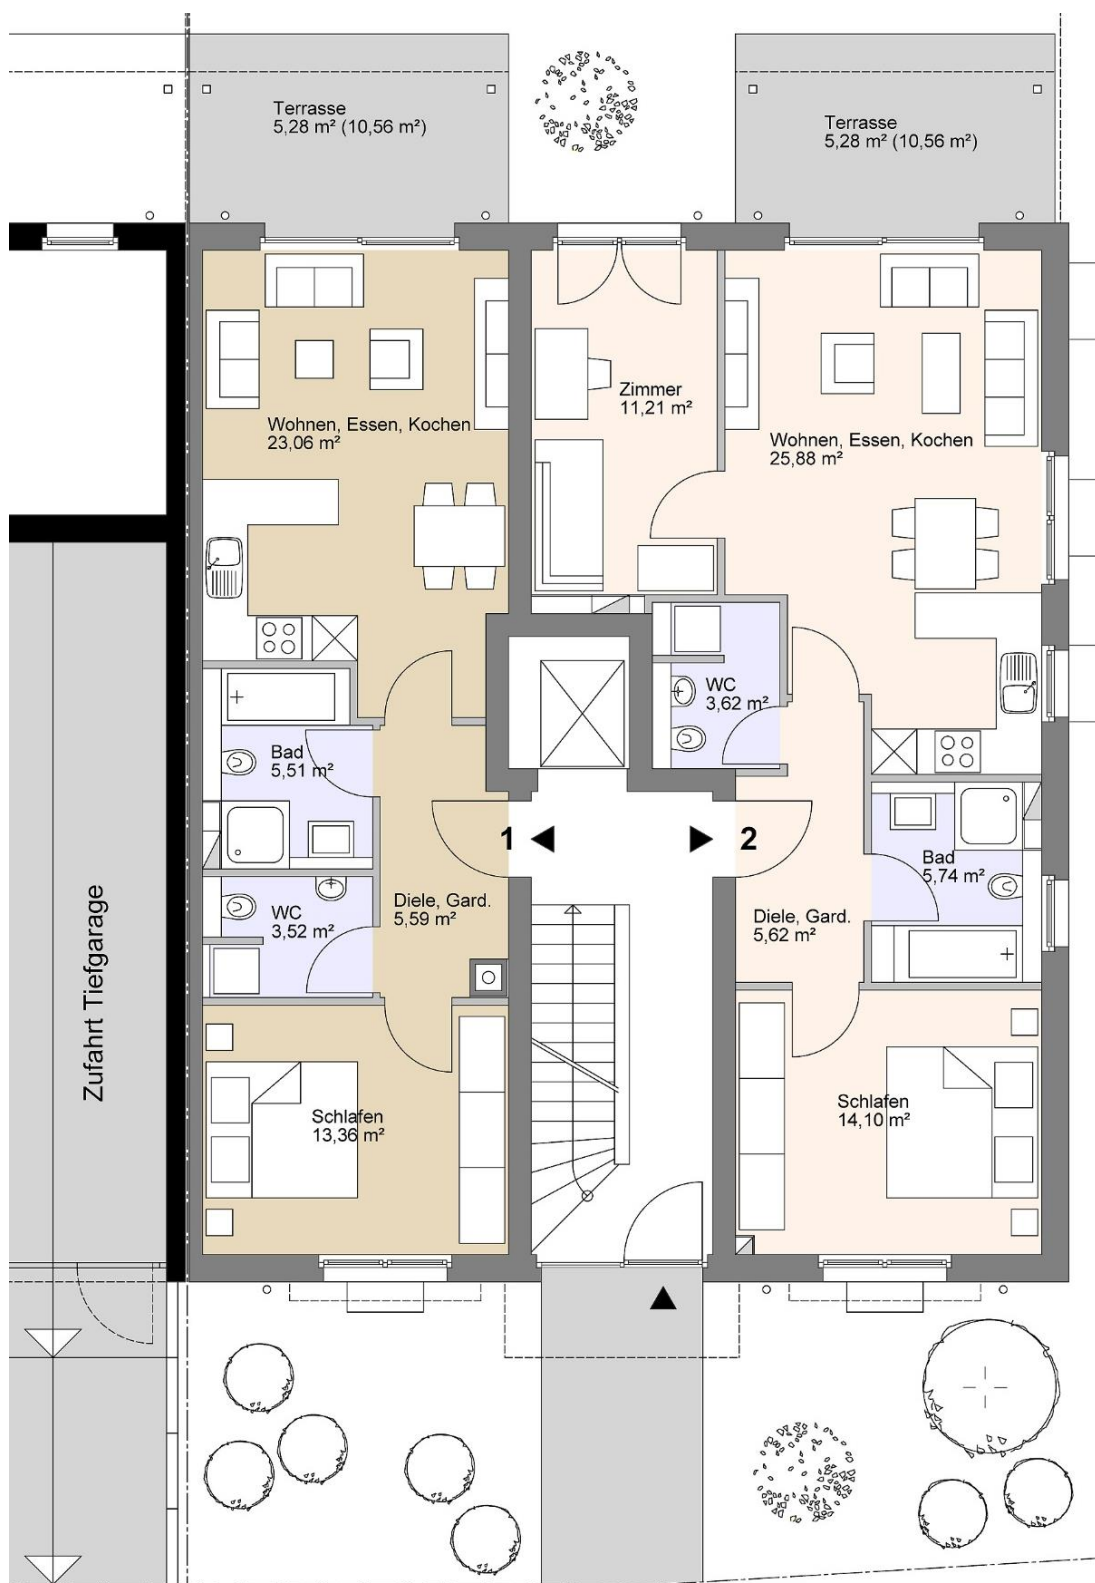 Terrasse
5,28 m² (10,56 m²)
Terrasse
5,28 m² (10,56 m²)
Zimmer
11,21 m²
Wohnen, Essen, Kochen
23,06 m²
Wohnen, Essen, Kochen
25,88 m²
WC
3,62 m²
Bad
5,51 m²
1
2
Bad
5,74 m²
Diele, Gard.
5,59 m²
WC
3,52 m²
Diele, Gard.
5,62 m²
Zufahrt Tiefgarage
Schlafen
13,36 m²
Schlafen
14,10 m²